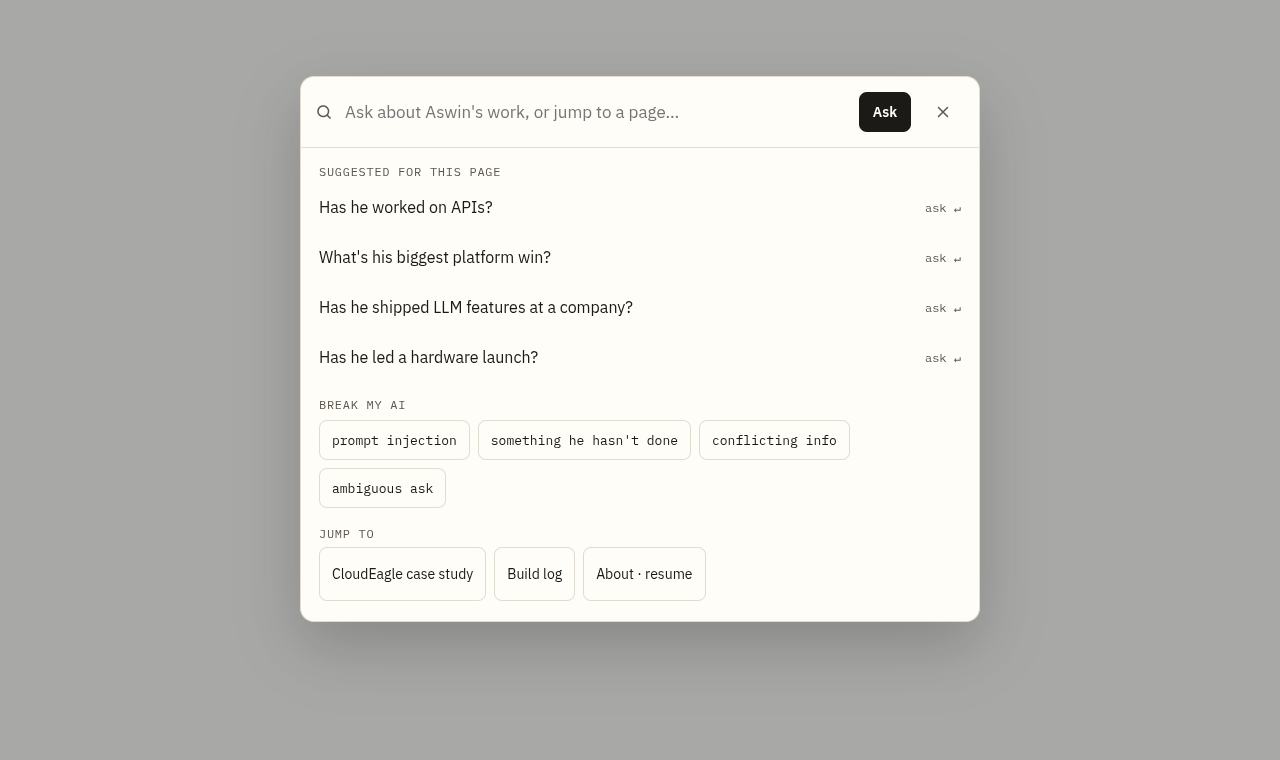 Ask about Aswin's work, or jump to a page…
Ask
SUGGESTED FOR THIS PAGE
Has he worked on APIs? ask ↵
What's his biggest platform win? ask ↵
Has he shipped LLM features at a company? ask ↵
Has he led a hardware launch? ask ↵
BREAK MY AI
prompt injection something he hasn't done conflicting info
ambiguous ask
JUMP TO
CloudEagle case study Build log About · resume